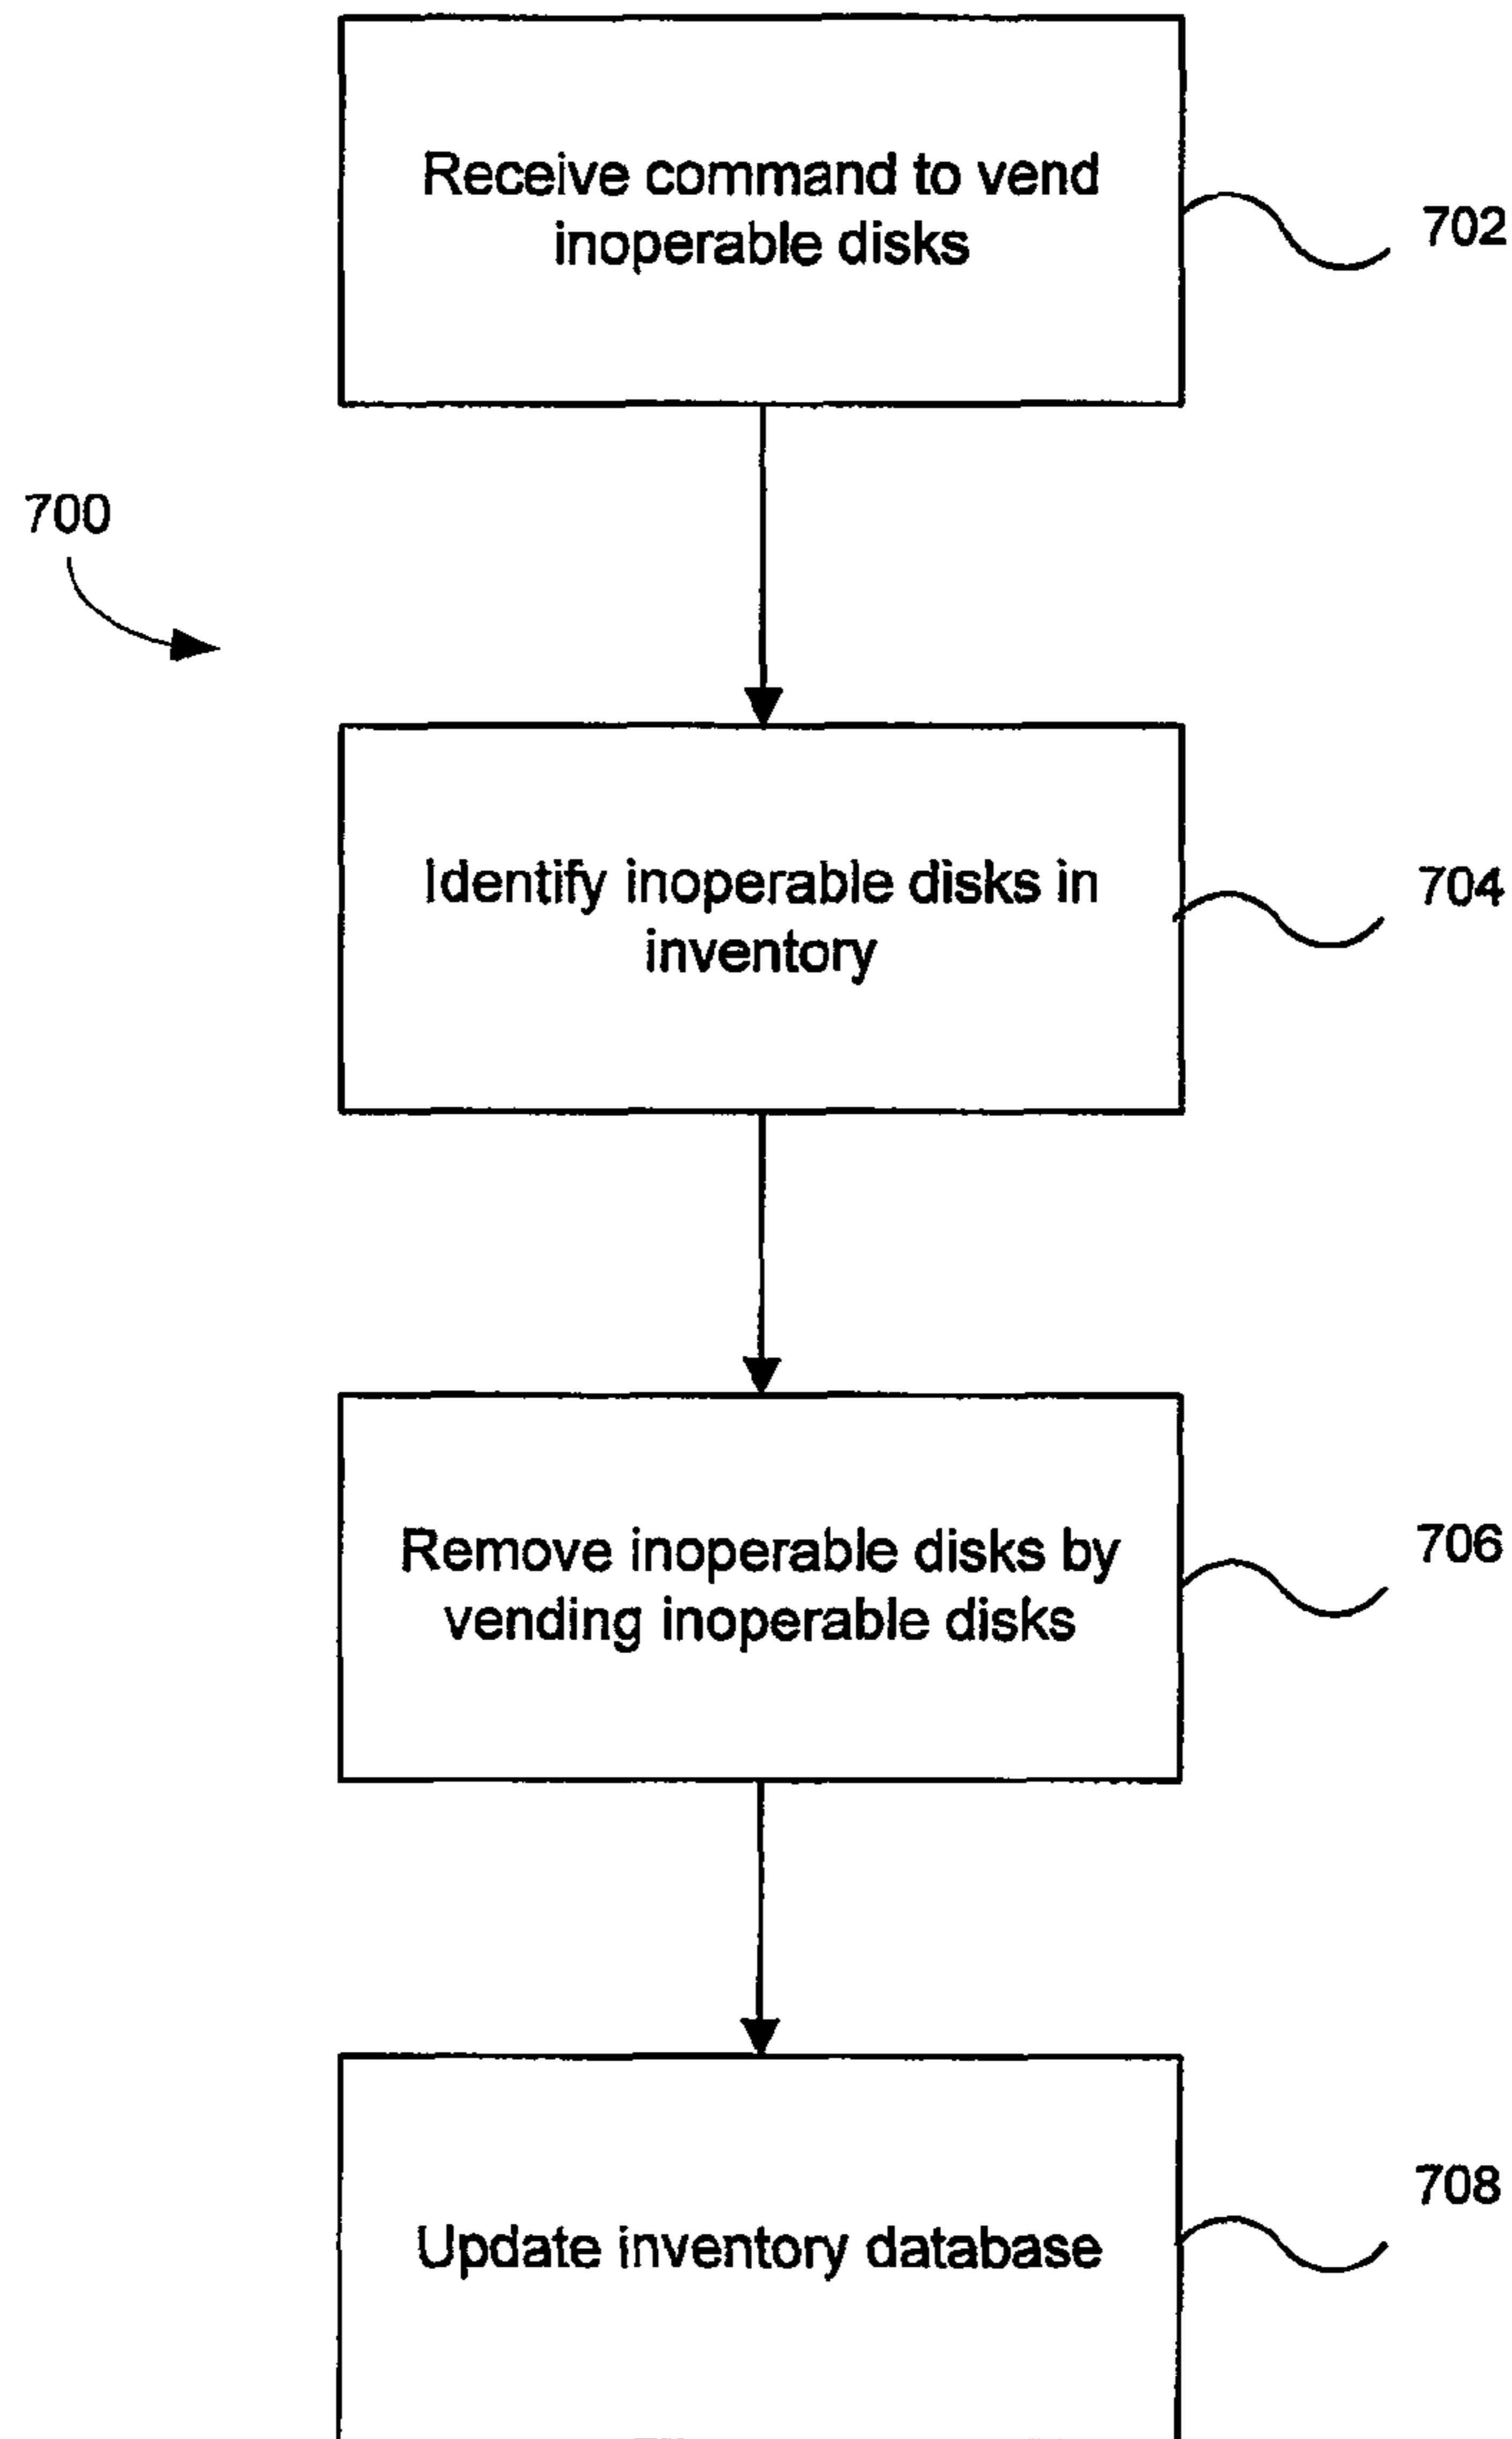 Receive command to vend
inoperable disks
702
700
Identify inoperable disks in
inventory
704
Remove inoperable disks by
vending inoperable disks
706
Update inventory database
708